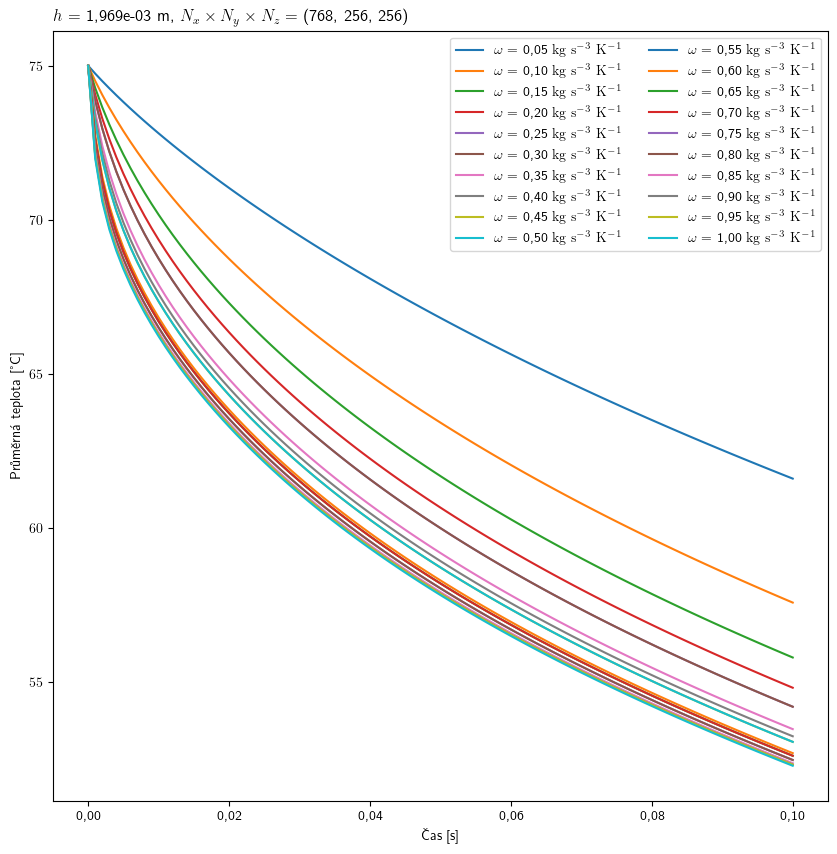 h = 1,969e-03 m, Nx × Ny × Nz = (768, 256, 256)
ω = 0,05 kg s⁻³ K⁻¹
ω = 0,10 kg s⁻³ K⁻¹
ω = 0,15 kg s⁻³ K⁻¹
ω = 0,20 kg s⁻³ K⁻¹
ω = 0,25 kg s⁻³ K⁻¹
ω = 0,30 kg s⁻³ K⁻¹
ω = 0,35 kg s⁻³ K⁻¹
ω = 0,40 kg s⁻³ K⁻¹
ω = 0,45 kg s⁻³ K⁻¹
ω = 0,50 kg s⁻³ K⁻¹
ω = 0,55 kg s⁻³ K⁻¹
ω = 0,60 kg s⁻³ K⁻¹
ω = 0,65 kg s⁻³ K⁻¹
ω = 0,70 kg s⁻³ K⁻¹
ω = 0,75 kg s⁻³ K⁻¹
ω = 0,80 kg s⁻³ K⁻¹
ω = 0,85 kg s⁻³ K⁻¹
ω = 0,90 kg s⁻³ K⁻¹
ω = 0,95 kg s⁻³ K⁻¹
ω = 1,00 kg s⁻³ K⁻¹
75
70
65
60
55
Průměrná teplota [°C]
0,00
0,02
0,04
0,06
0,08
0,10
Čas [s]